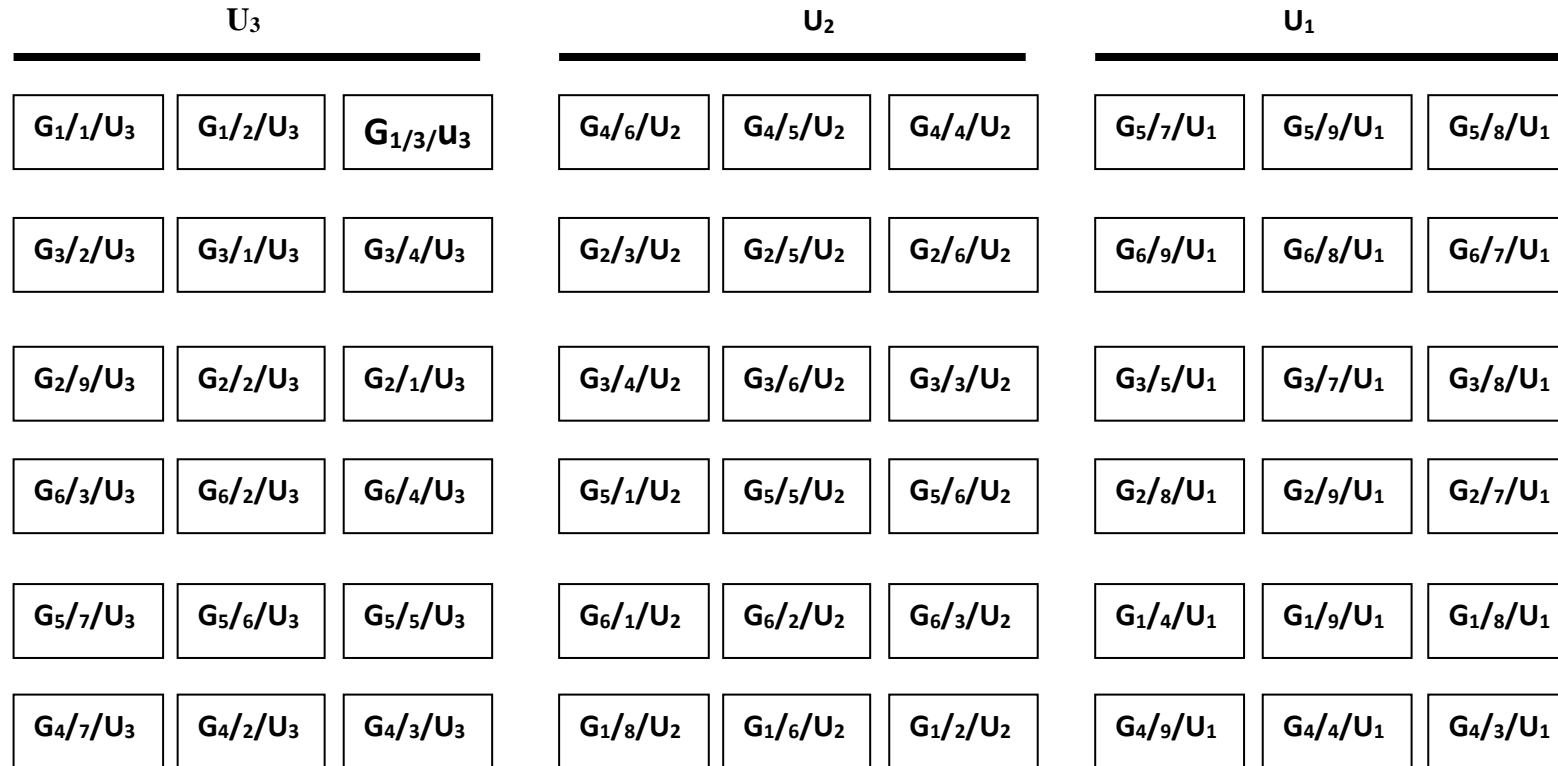 U₃ U₂ U₁
G₁/₁/U₃ G₁/₂/U₃ G₁/₃/u₃ G₄/₆/U₂ G₄/₅/U₂ G₄/₄/U₂ G₅/₇/U₁ G₅/₉/U₁ G₅/₈/U₁
G₃/₂/U₃ G₃/₁/U₃ G₃/₄/U₃ G₂/₃/U₂ G₂/₅/U₂ G₂/₆/U₂ G₆/₉/U₁ G₆/₈/U₁ G₆/₇/U₁
G₂/₉/U₃ G₂/₂/U₃ G₂/₁/U₃ G₃/₄/U₂ G₃/₆/U₂ G₃/₃/U₂ G₃/₅/U₁ G₃/₇/U₁ G₃/₈/U₁
G₆/₃/U₃ G₆/₂/U₃ G₆/₄/U₃ G₅/₁/U₂ G₅/₅/U₂ G₅/₆/U₂ G₂/₈/U₁ G₂/₉/U₁ G₂/₇/U₁
G₅/₇/U₃ G₅/₆/U₃ G₅/₅/U₃ G₆/₁/U₂ G₆/₂/U₂ G₆/₃/U₂ G₁/₄/U₁ G₁/₉/U₁ G₁/₈/U₁
G₄/₇/U₃ G₄/₂/U₃ G₄/₃/U₃ G₁/₈/U₂ G₁/₆/U₂ G₁/₂/U₂ G₄/₉/U₁ G₄/₄/U₁ G₄/₃/U₁